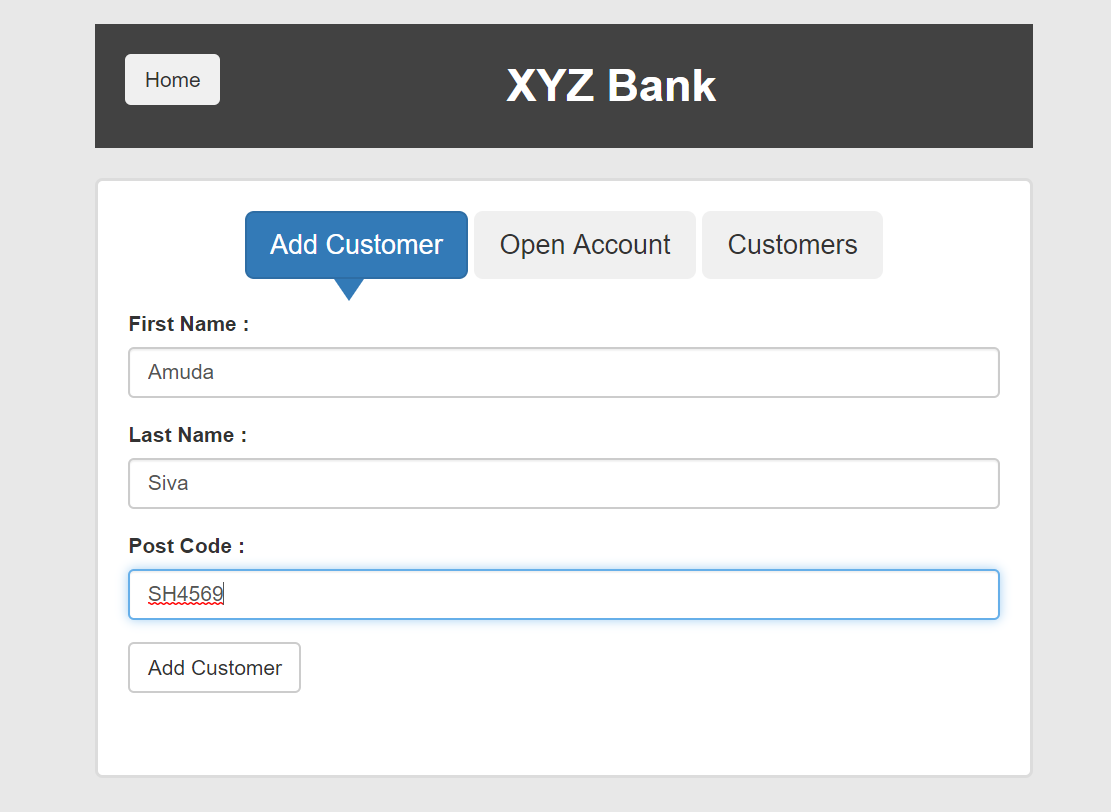 Home
XYZ Bank
Add Customer Open Account Customers
First Name :
Amuda
Last Name :
Siva
Post Code :
SH4569
Add Customer